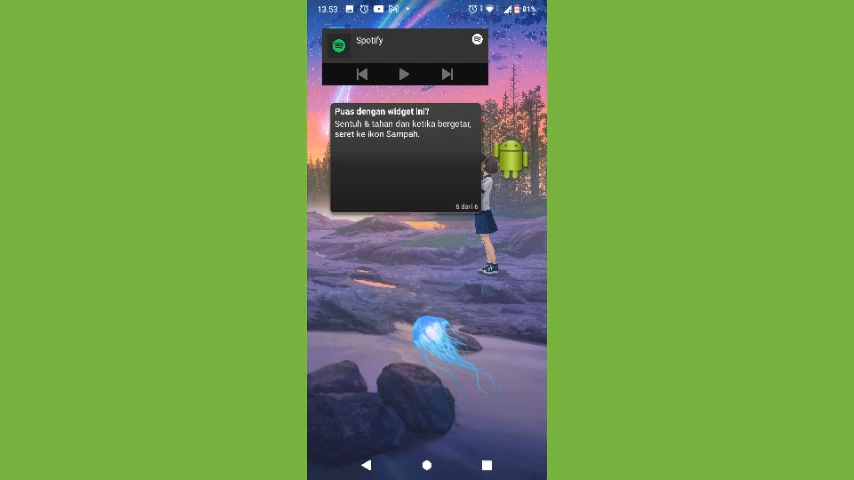 13.53
81%
Spotify
Puas dengan widget ini?
Sentuh & tahan dan ketika bergetar,
seret ke ikon Sampah.
6 dari 6